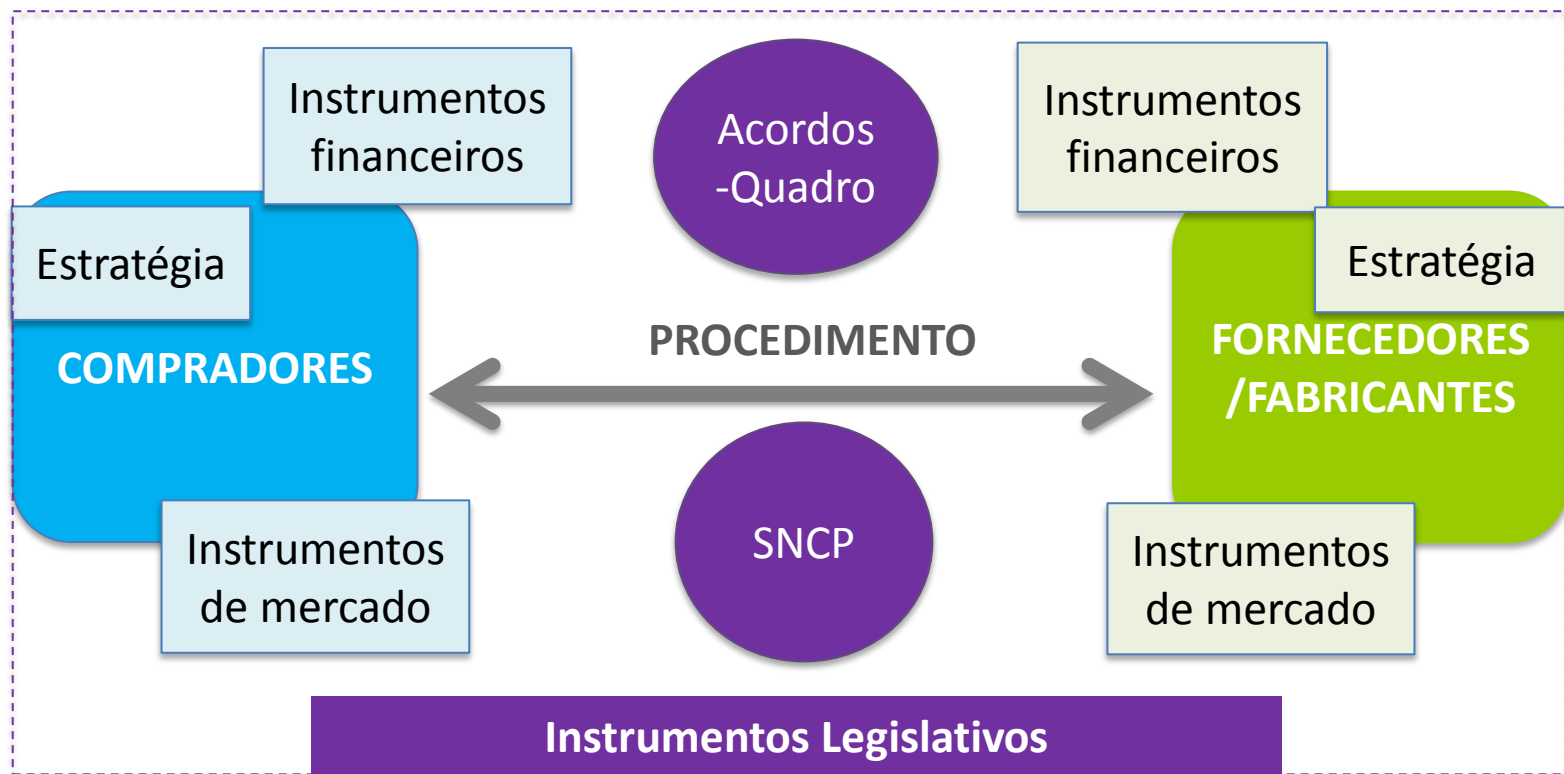 Instrumentos
financeiros
Estratégia
COMPRADORES
Instrumentos
de mercado
Acordos
-Quadro
PROCEDIMENTO
SNCP
Instrumentos
financeiros
Estratégia
FORNECEDORES
/FABRICANTES
Instrumentos
de mercado
Instrumentos Legislativos